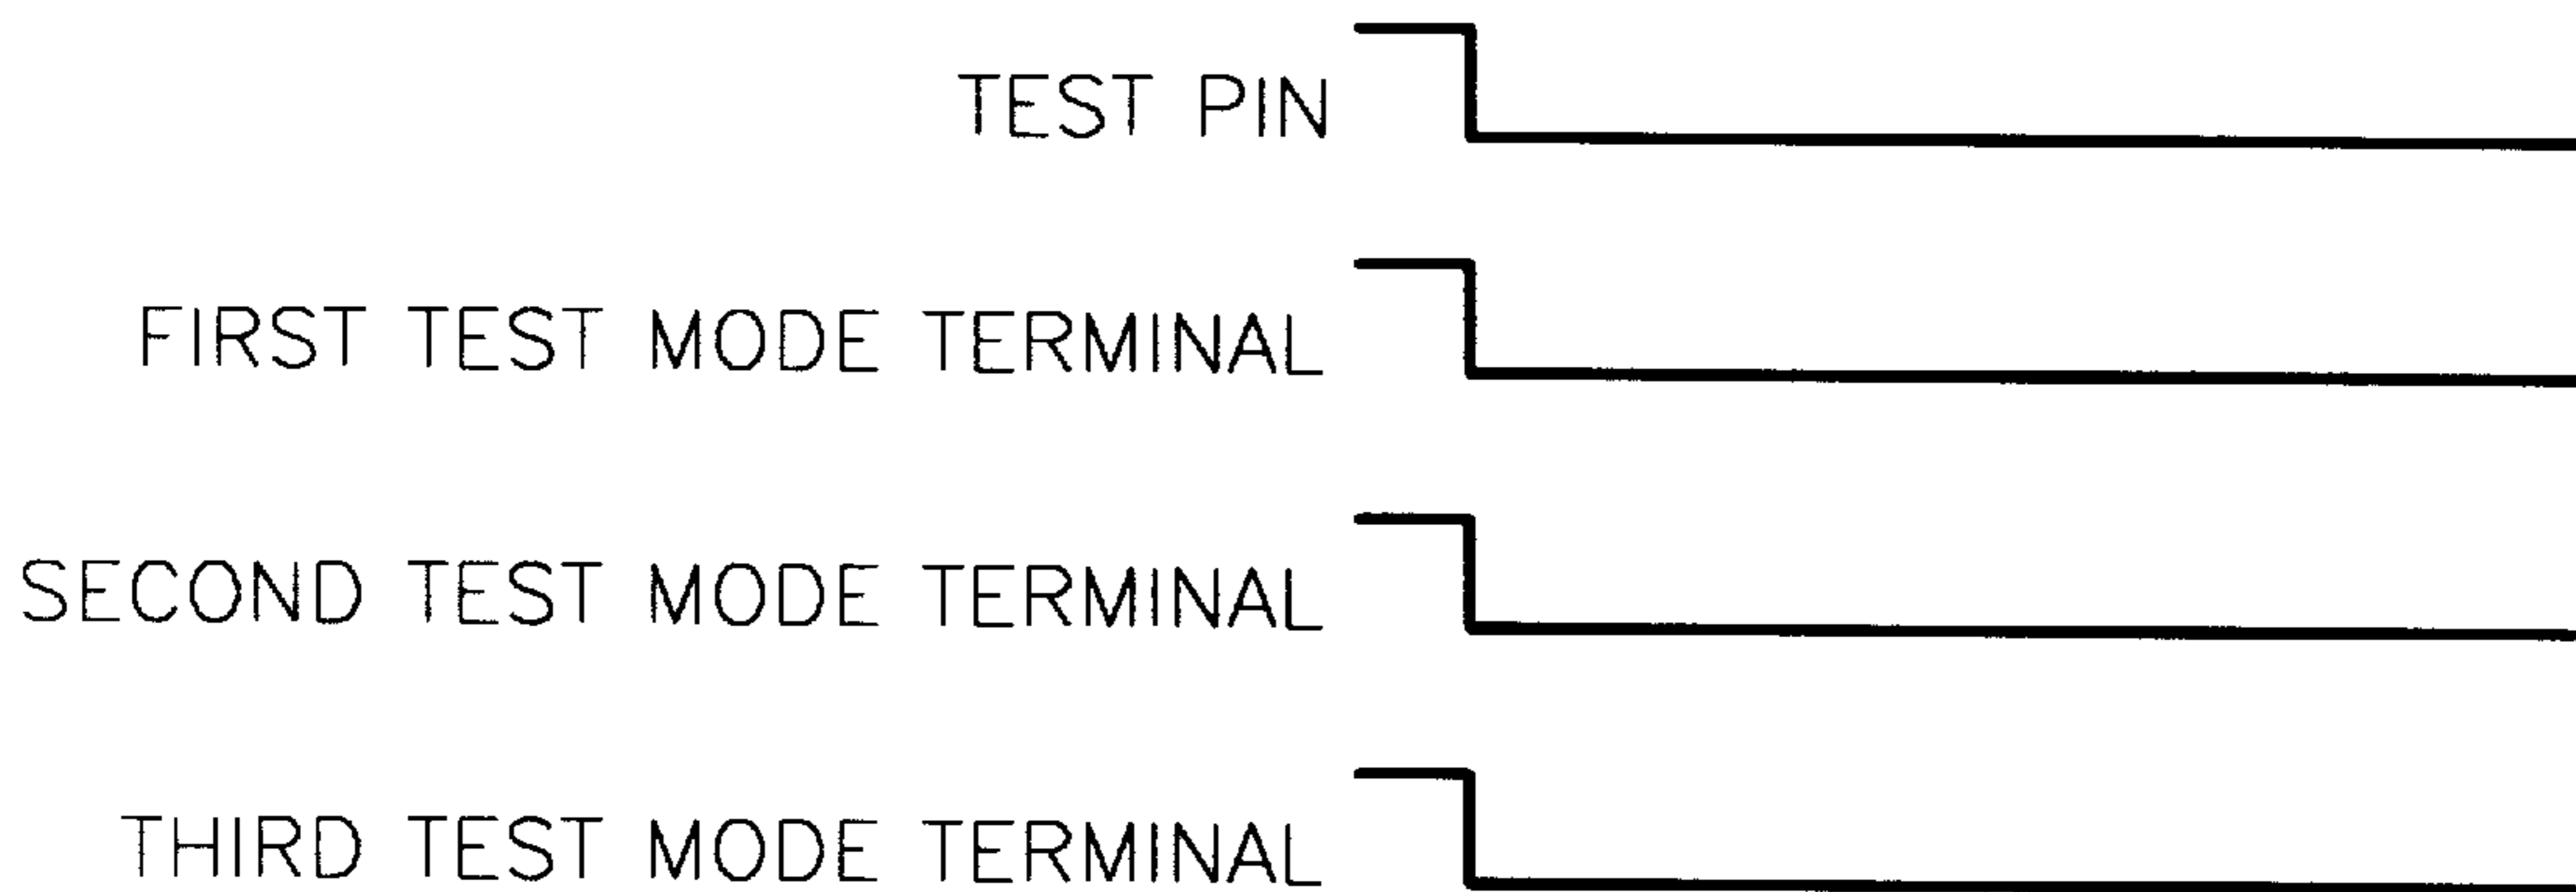 TEST PIN
FIRST TEST MODE TERMINAL
SECOND TEST MODE TERMINAL
THIRD TEST MODE TERMINAL